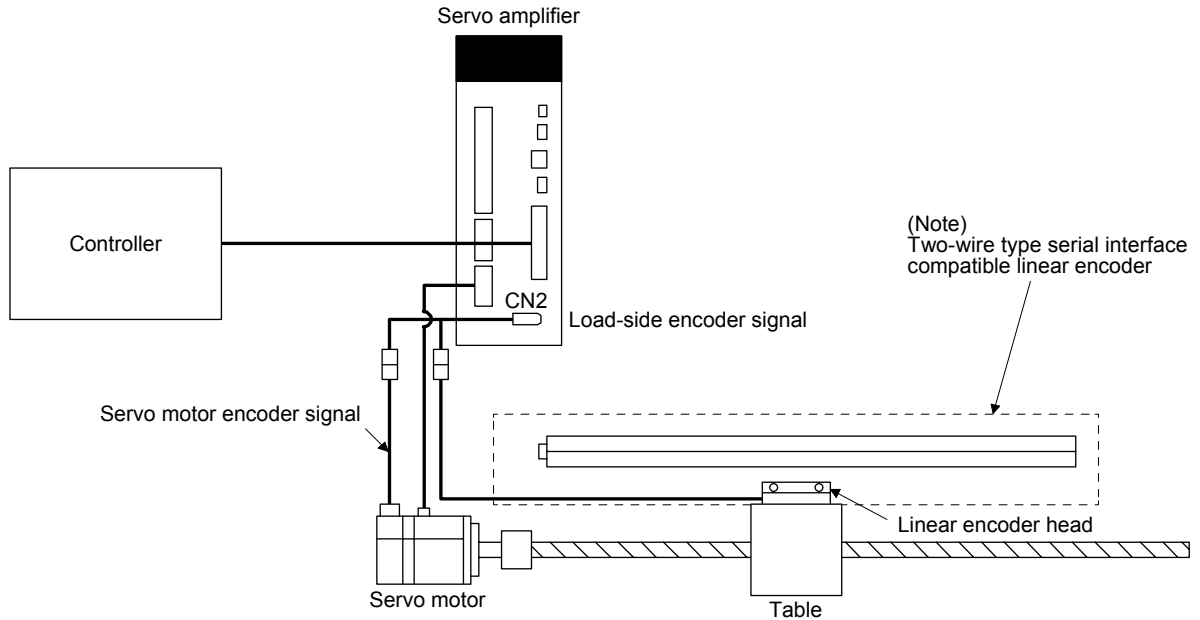 Servo amplifier
Controller
(Note)
Two-wire type serial interface
compatible linear encoder
CN2
Load-side encoder signal
Servo motor encoder signal
Linear encoder head
Servo motor
Table